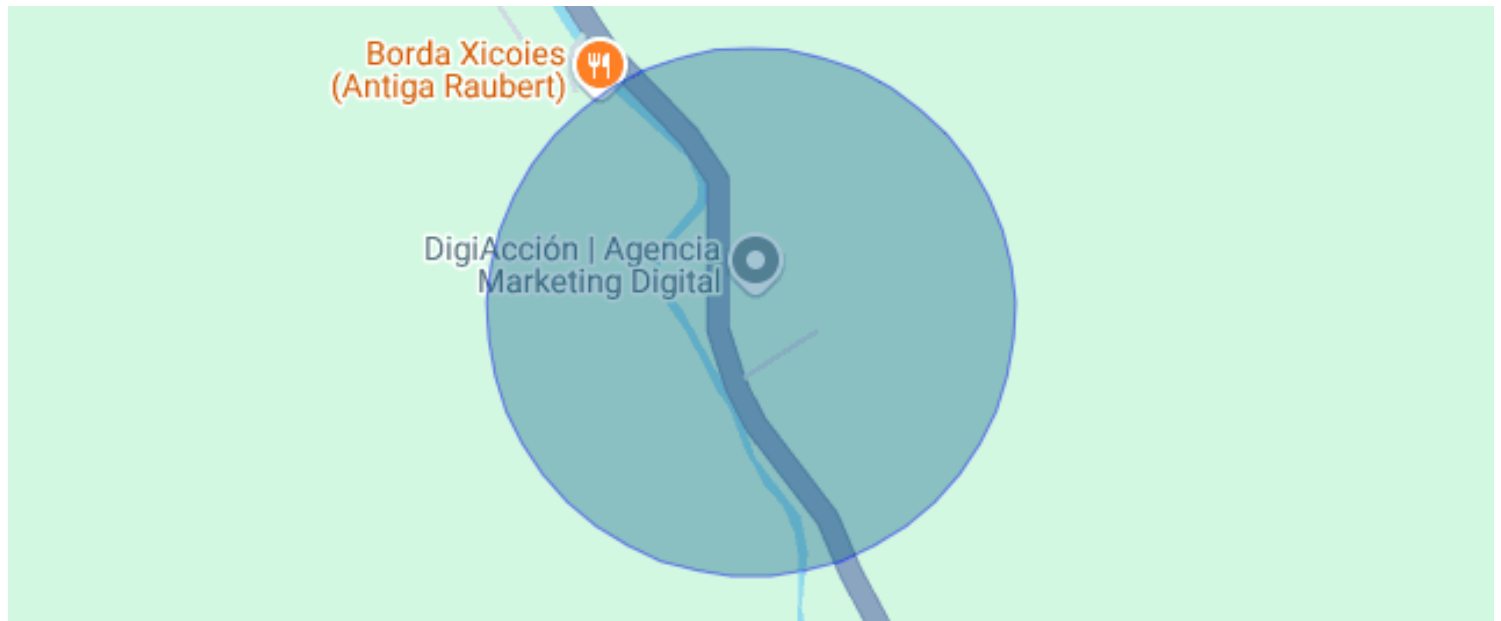 Borda Xicoies
(Antiga Raubert)
DigiAcción | Agencia
Marketing Digital